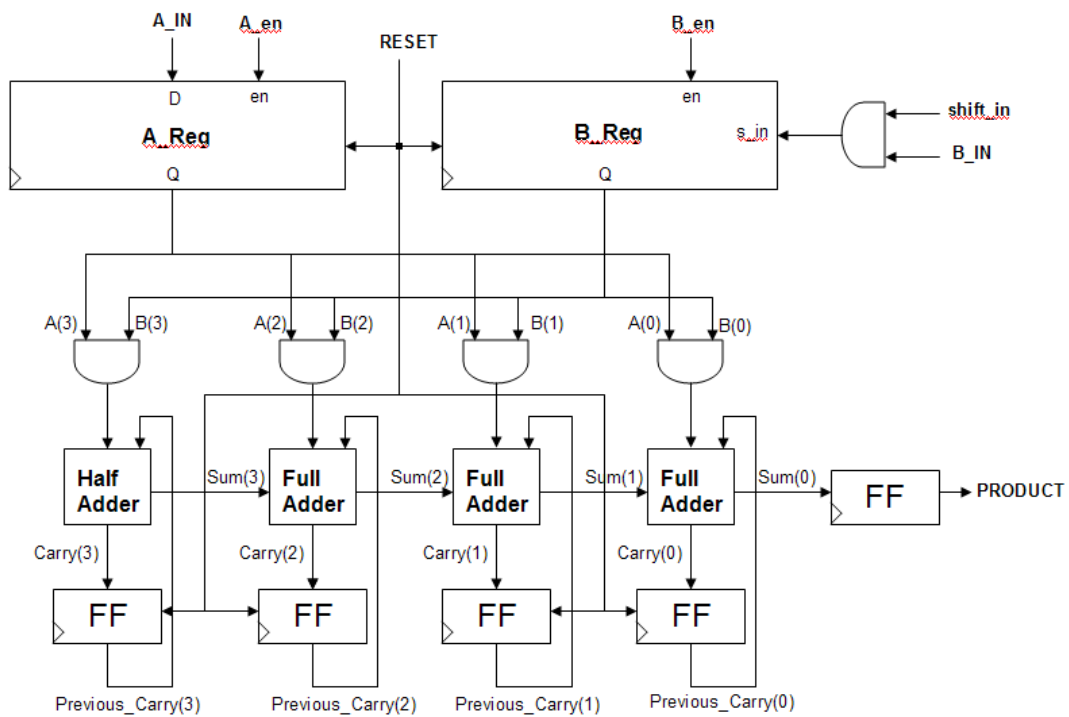 A_IN
A_en
RESET
B_en
D
en
A_Reg
Q
en
B_Reg
s_in
Q
shift_in
B_IN
A(3)
B(3)
A(2)
B(2)
A(1)
B(1)
A(0)
B(0)
Half
Adder
Sum(3)
Full
Adder
Sum(2)
Full
Adder
Sum(1)
Full
Adder
Sum(0)
FF
PRODUCT
Carry(3)
Carry(2)
Carry(1)
Carry(0)
FF
FF
FF
FF
Previous_Carry(3)
Previous_Carry(2)
Previous_Carry(1)
Previous_Carry(0)